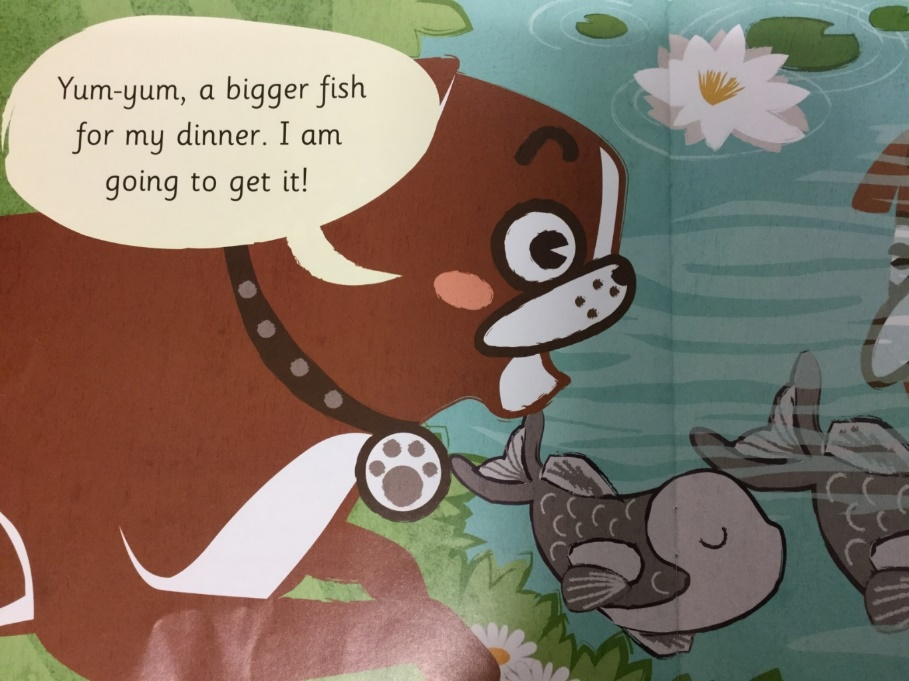 Yum-yum, a bigger fish
for my dinner. I am
going to get it!